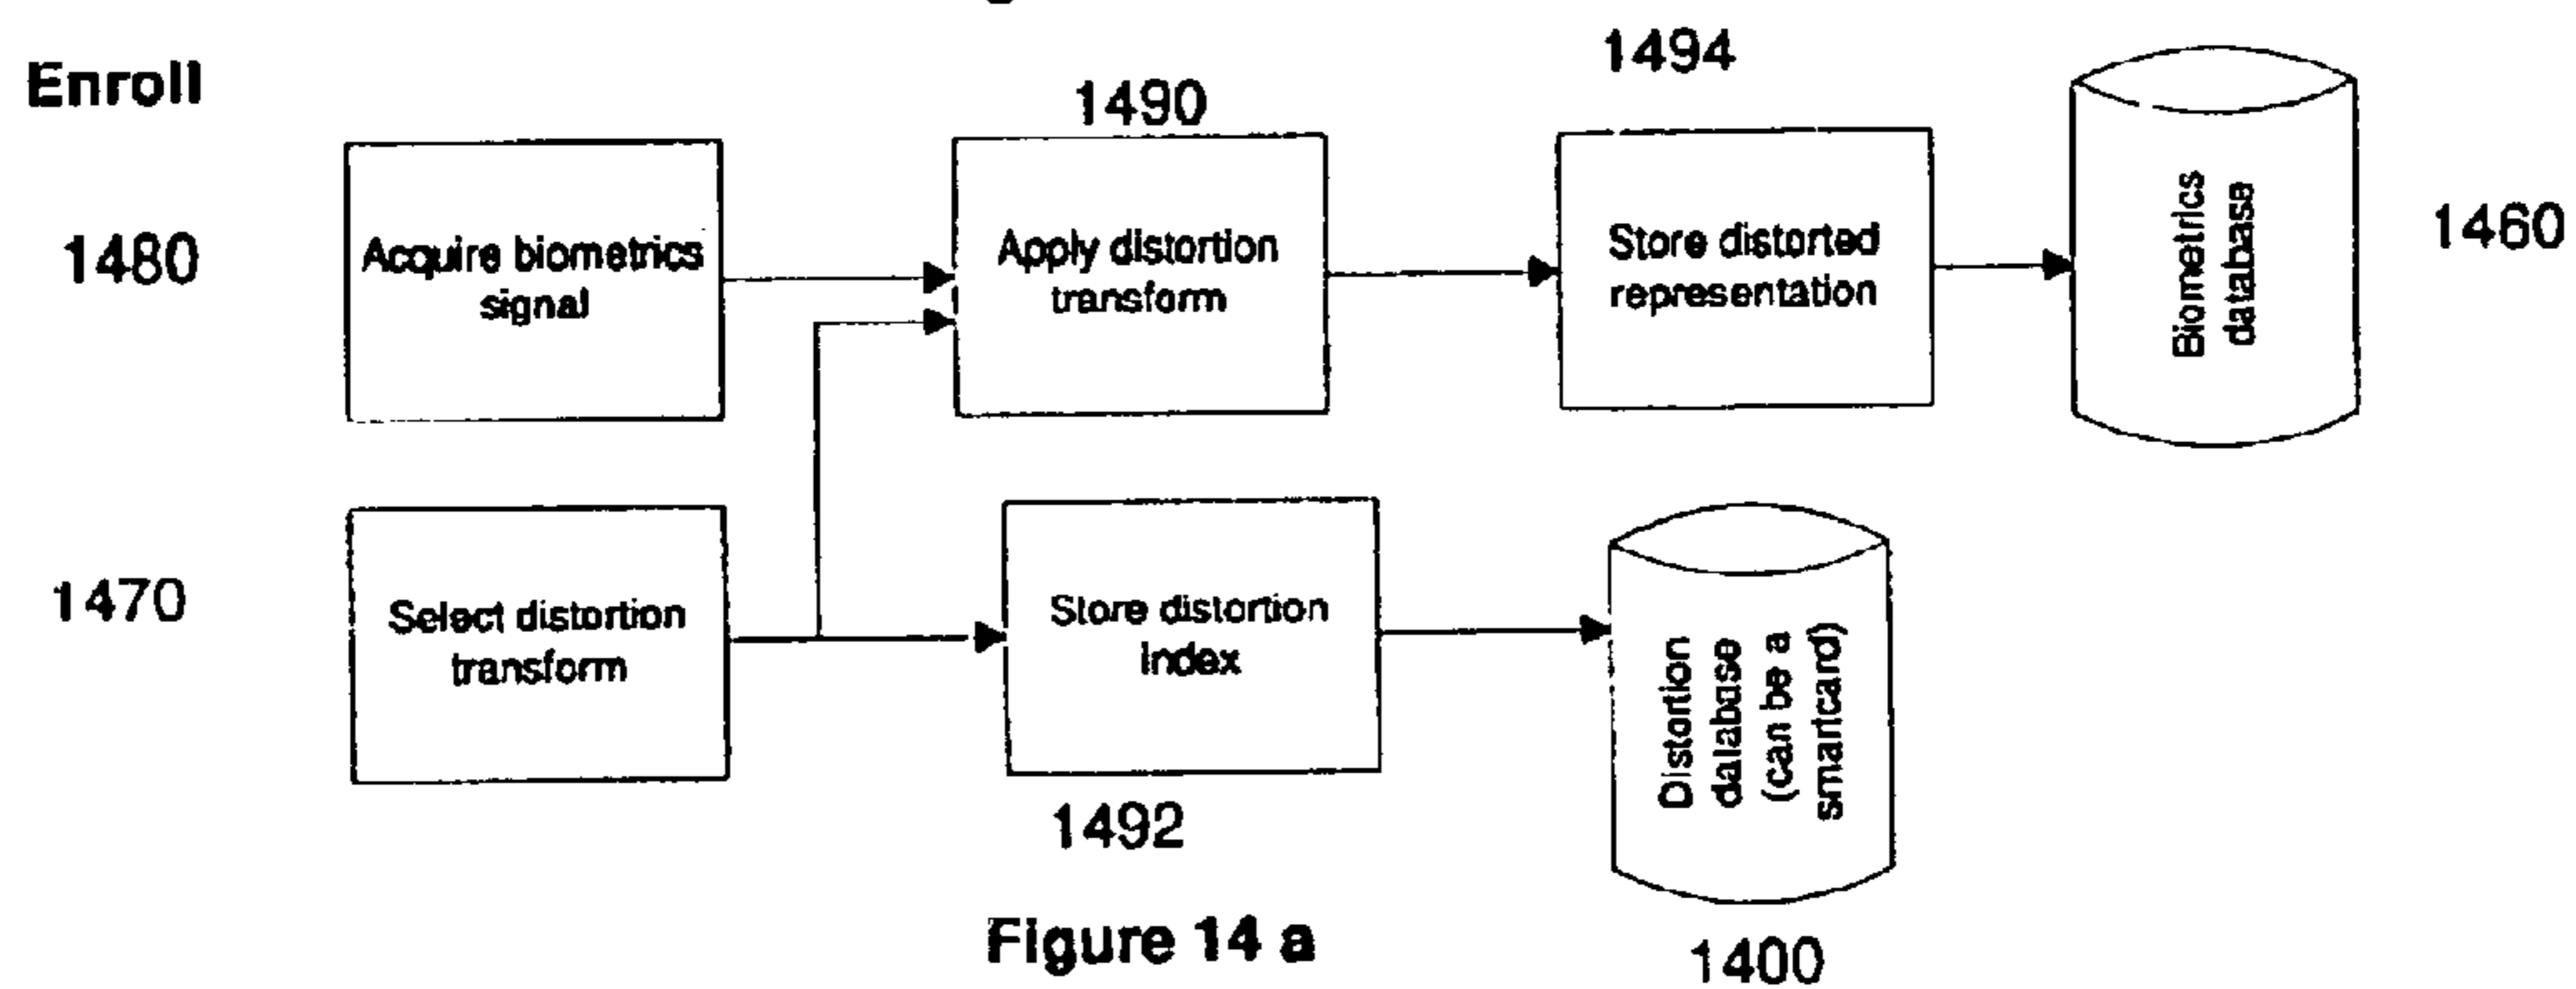 Enroll
1480
Acquire biometrics
signal
1490
Apply distortion
transform
1494
Store distorted
representation
Biometrics
database
1460
1470
Select distortion
transform
Store distortion
index
1492
Distortion
database
(can be a
smartcard)
1400
Figure 14 a